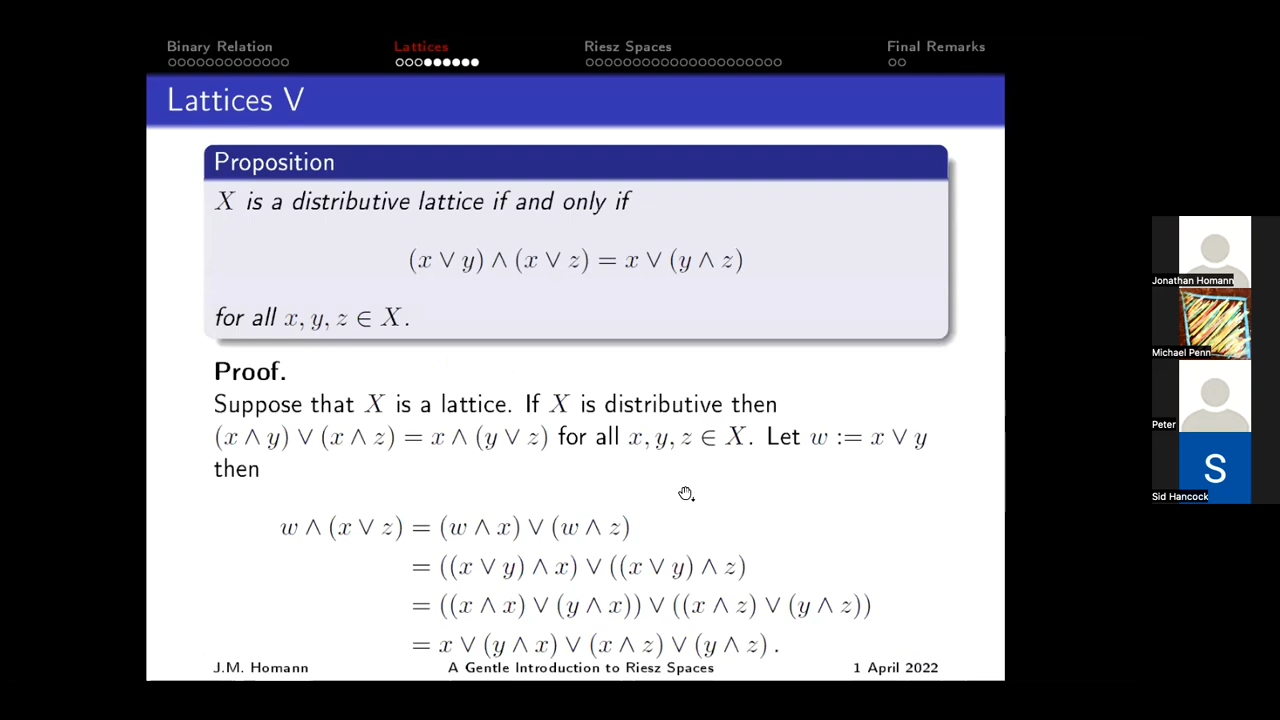 Binary Relation Lattices Riesz Spaces Final Remarks
Lattices V
Proposition
X is a distributive lattice if and only if
(x ∨ y) ∧ (x ∨ z) = x ∨ (y ∧ z)
for all x, y, z ∈ X.
Proof.
Suppose that X is a lattice. If X is distributive then
(x ∧ y) ∨ (x ∧ z) = x ∧ (y ∨ z) for all x, y, z ∈ X. Let w := x ∨ y
then
w ∧ (x ∨ z) = (w ∧ x) ∨ (w ∧ z)
= ((x ∨ y) ∧ x) ∨ ((x ∨ y) ∧ z)
= ((x ∧ x) ∨ (y ∧ x)) ∨ ((x ∧ z) ∨ (y ∧ z))
= x ∨ (y ∧ x) ∨ (x ∧ z) ∨ (y ∧ z) .
J.M. Homann A Gentle Introduction to Riesz Spaces 1 April 2022
Jonathan Homann
Michael Penn
Peter
S
Sid Hancock